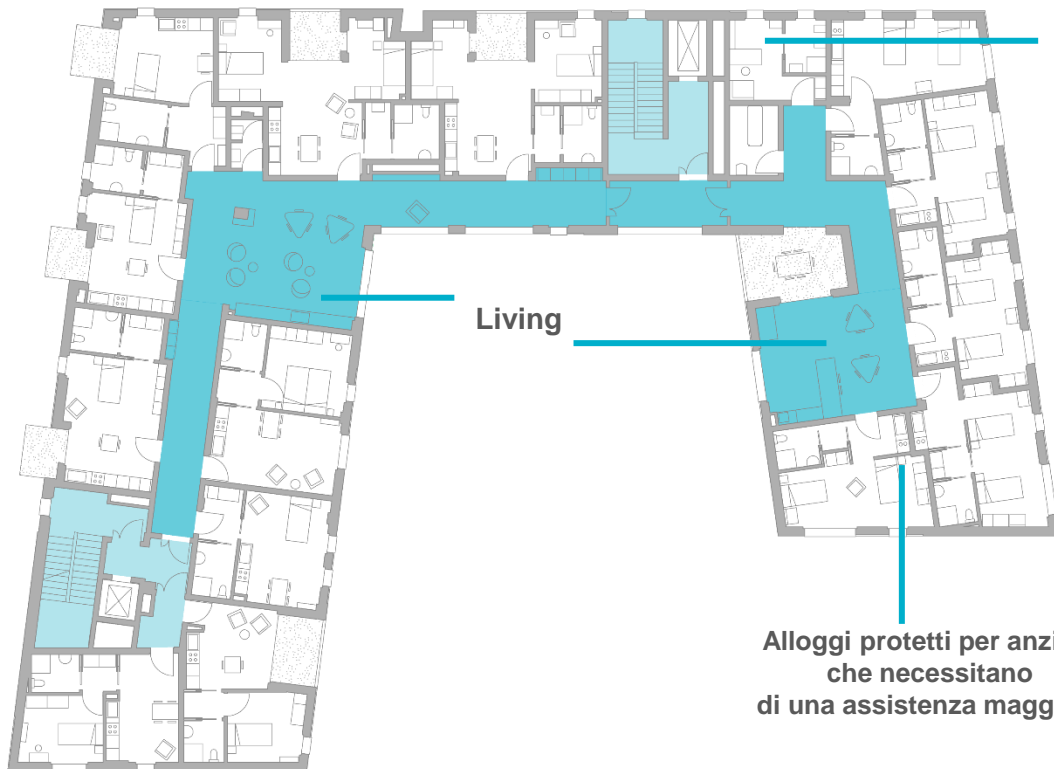 Living
Alloggi protetti per anzi
che necessitano
di una assistenza magg